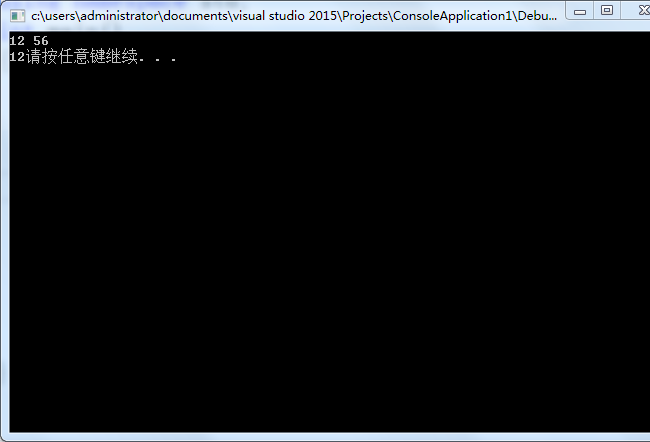 c:\users\administrator\documents\visual studio 2015\Projects\ConsoleApplication1\Debu...
12 56
12请按任意键继续. . .